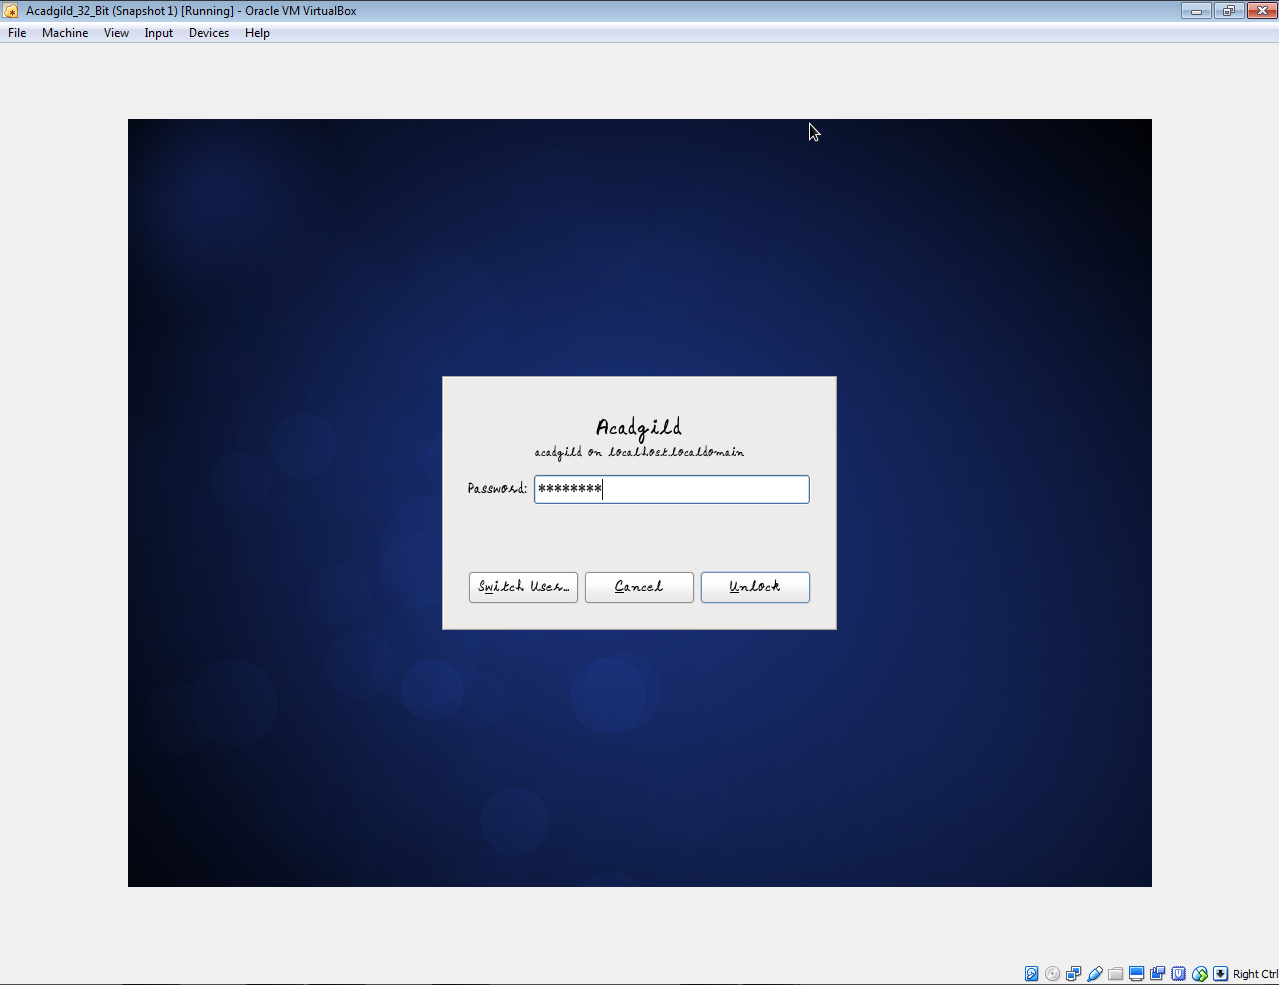 Acadgild_32_Bit (Snapshot 1) [Running] - Oracle VM VirtualBox
File Machine View Input Devices Help
Acadgild
acadgild on localhost.localdomain
Password: ********
Switch User... Cancel Unlock
Right Ctrl